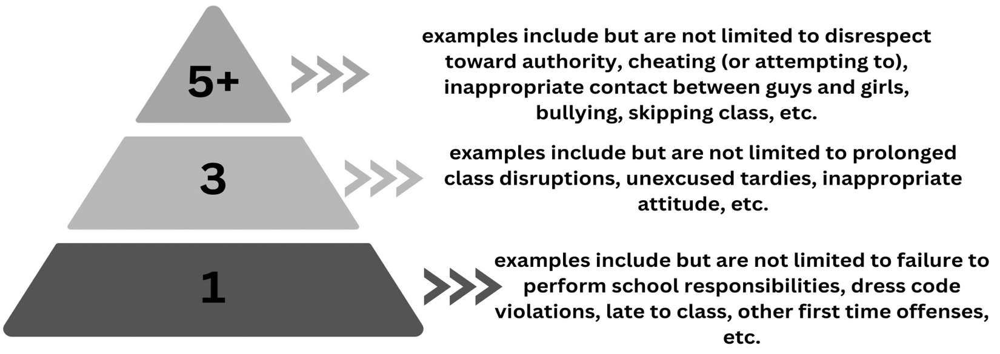 5+
examples include but are not limited to disrespect
toward authority, cheating (or attempting to),
inappropriate contact between guys and girls,
bullying, skipping class, etc.
3
examples include but are not limited to prolonged
class disruptions, unexcused tardies, inappropriate
attitude, etc.
1
examples include but are not limited to failure to
perform school responsibilities, dress code
violations, late to class, other first time offenses,
etc.